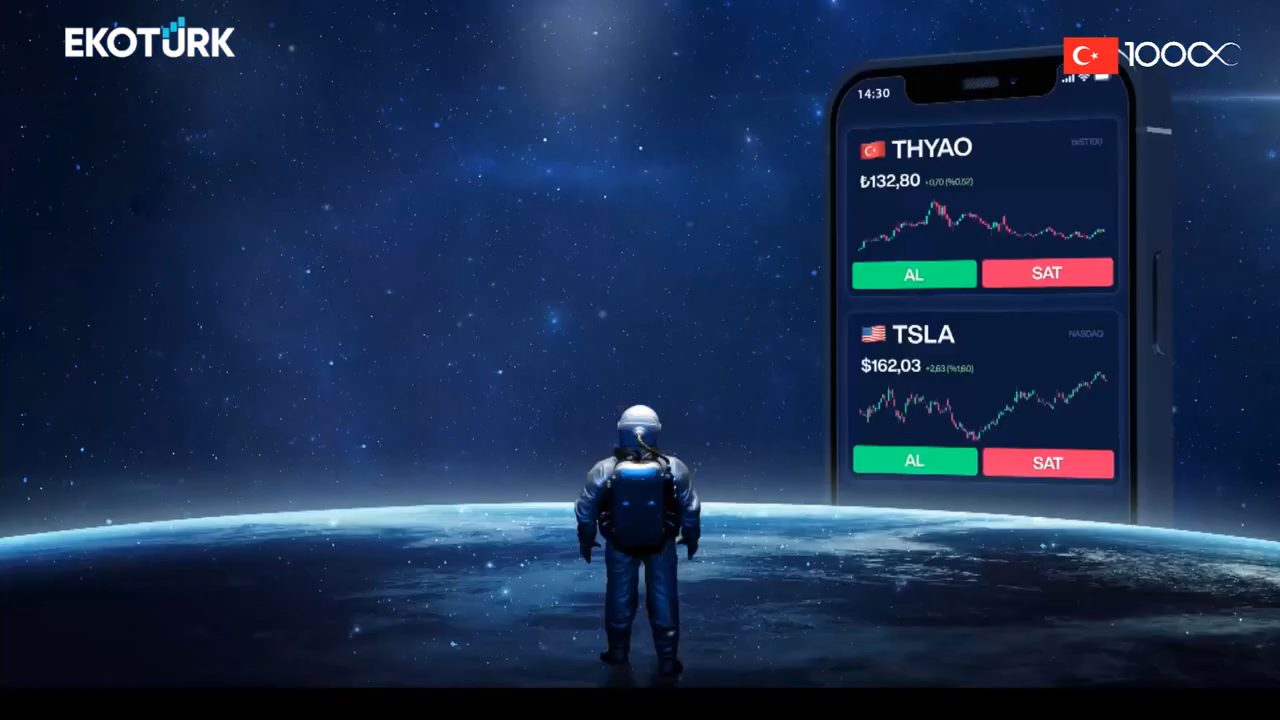 EKOTÜRK
100
14:30
THYAO
BIST100
₺132,80 +0,70 (%0,52)
AL SAT
TSLA
NASDAQ
$162,03 +2,63 (%1,60)
AL SAT